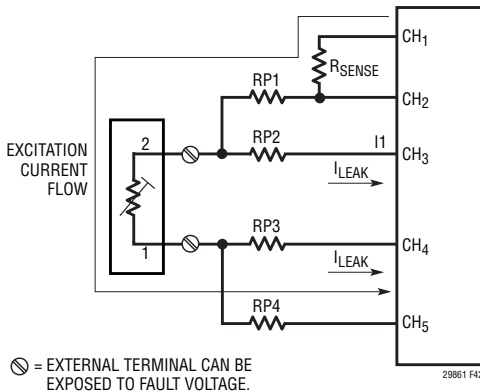 CH1
RSENSE
RP1
CH2
2
RP2
I1
CH3
ILEAK
EXCITATION
CURRENT
FLOW
1
RP3
CH4
ILEAK
RP4
CH5
= EXTERNAL TERMINAL CAN BE
EXPOSED TO FAULT VOLTAGE.
29861 F42